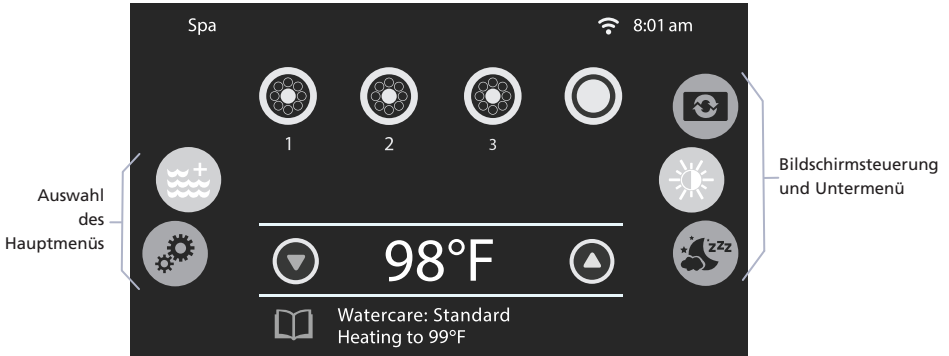 Spa
8:01 am
1
2
3
Auswahl
des
Hauptmenüs
Bildschirmsteuerung
und Untermenü
zzz
98°F
Watercare: Standard
Heating to 99°F